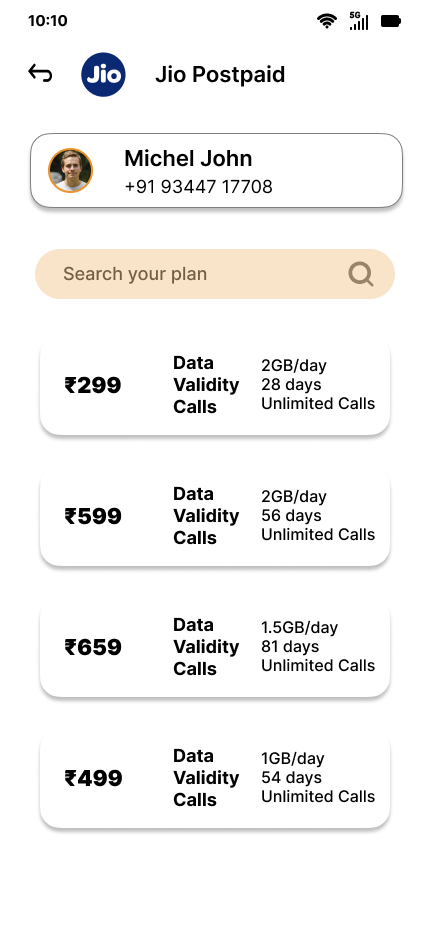 10:10
5G
Jio
Jio Postpaid
Michel John
+91 93447 17708
Search your plan
₹299
Data 2GB/day
Validity 28 days
Calls Unlimited Calls
₹599
Data 2GB/day
Validity 56 days
Calls Unlimited Calls
₹659
Data 1.5GB/day
Validity 81 days
Calls Unlimited Calls
₹499
Data 1GB/day
Validity 54 days
Calls Unlimited Calls